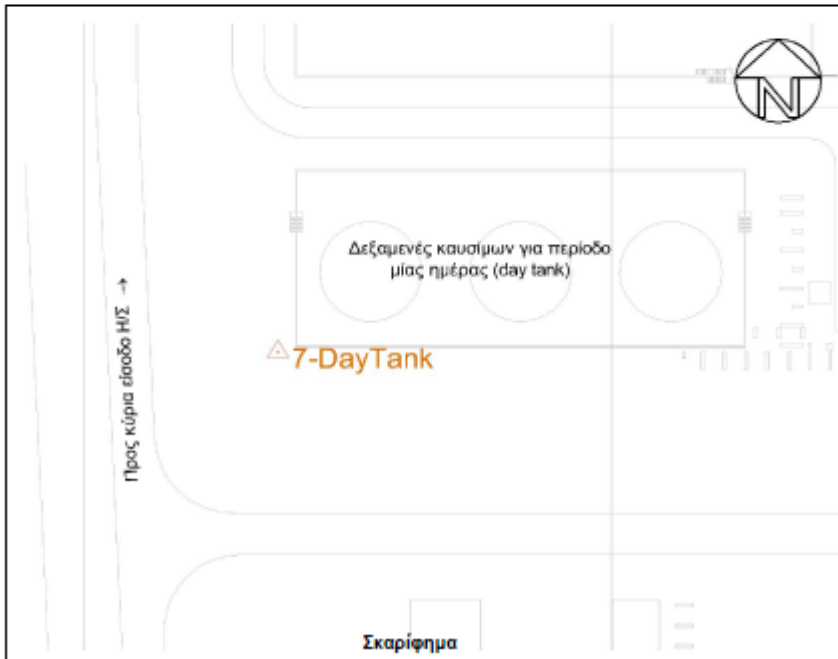 N
Δεξαμενές καυσίμων για περίοδο
μίας ημέρας (day tank)
7-DayTank
Προς κύρια είσοδο Η/Σ →
Σκαρίφημα